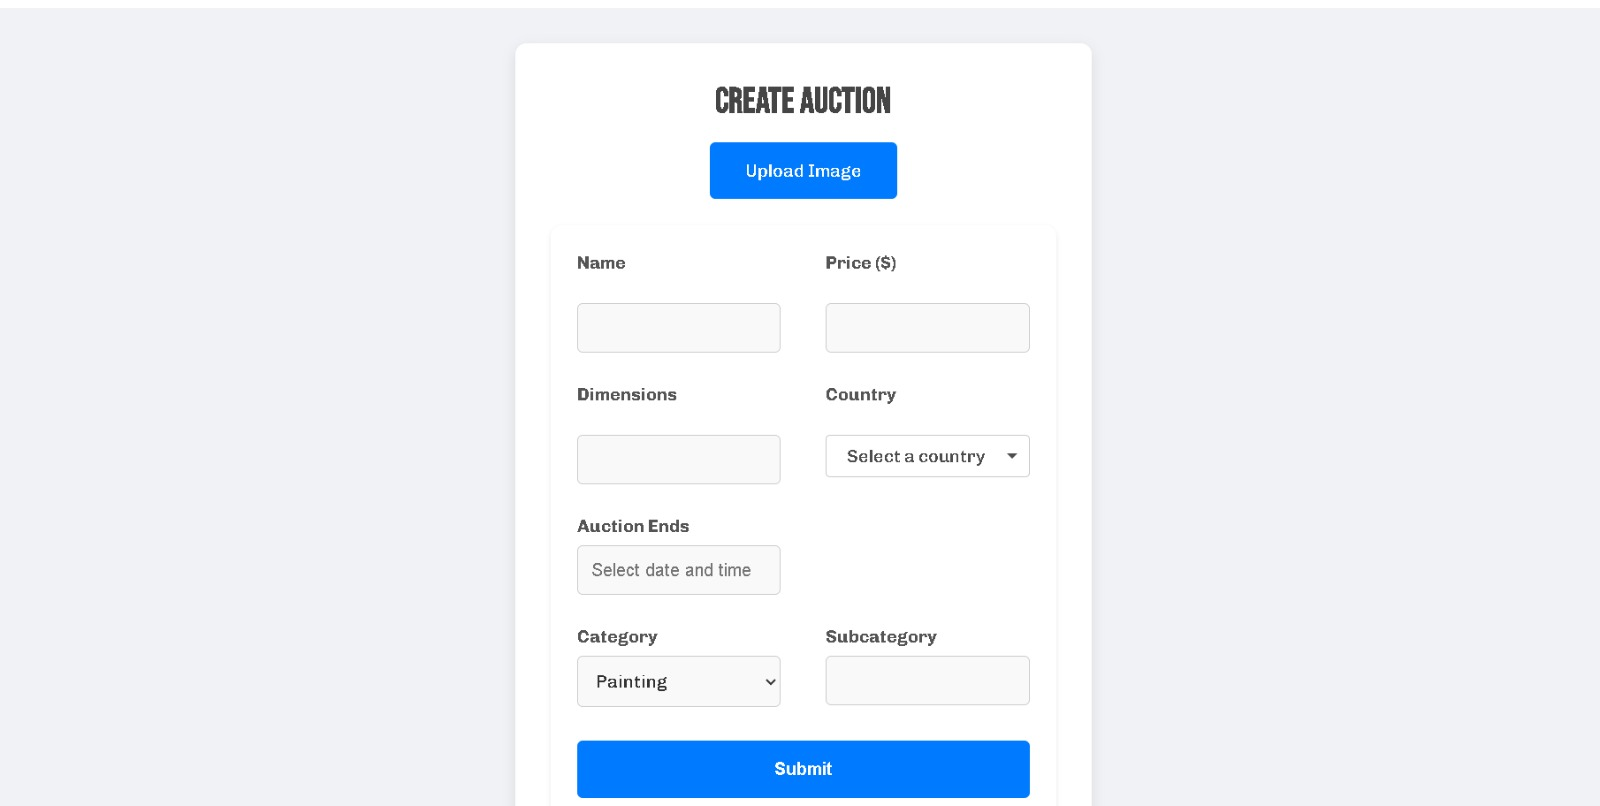 CREATE AUCTION
Upload Image
Name
Price ($)
Dimensions
Country
Select a country
Auction Ends
Select date and time
Category
Subcategory
Painting
Submit